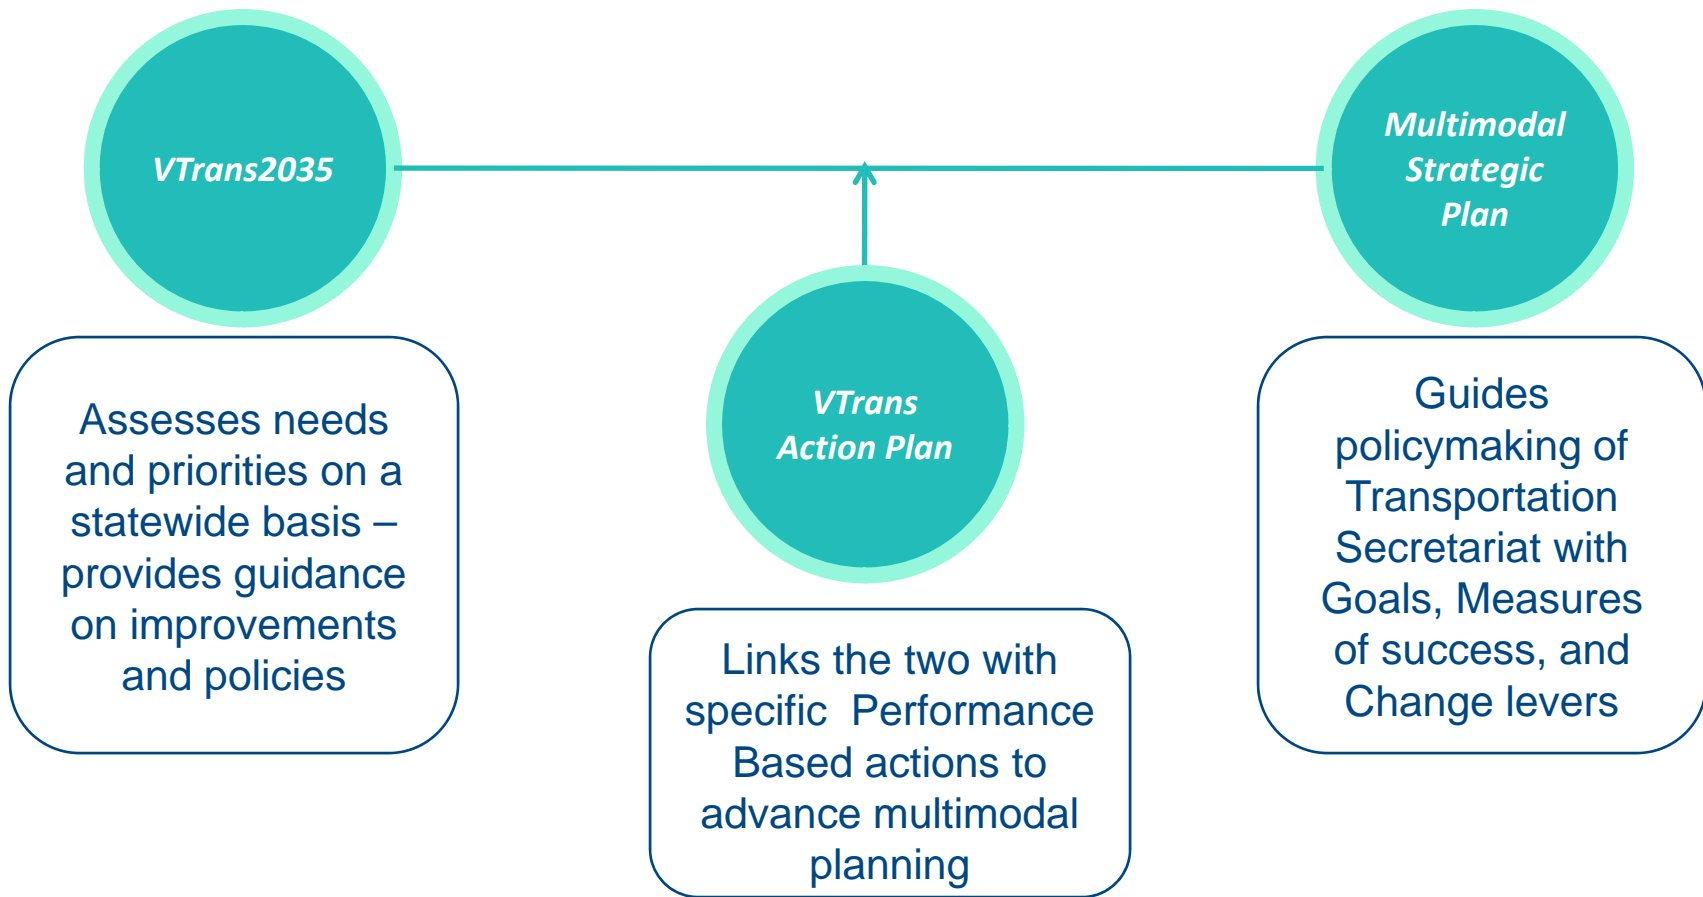 VTrans2035
Assesses needs
and priorities on a
statewide basis –
provides guidance
on improvements
and policies
VTrans
Action Plan
Links the two with
specific  Performance
Based actions to
advance multimodal
planning
Multimodal
Strategic
Plan
Guides
policymaking of
Transportation
Secretariat with
Goals, Measures
of success, and
Change levers